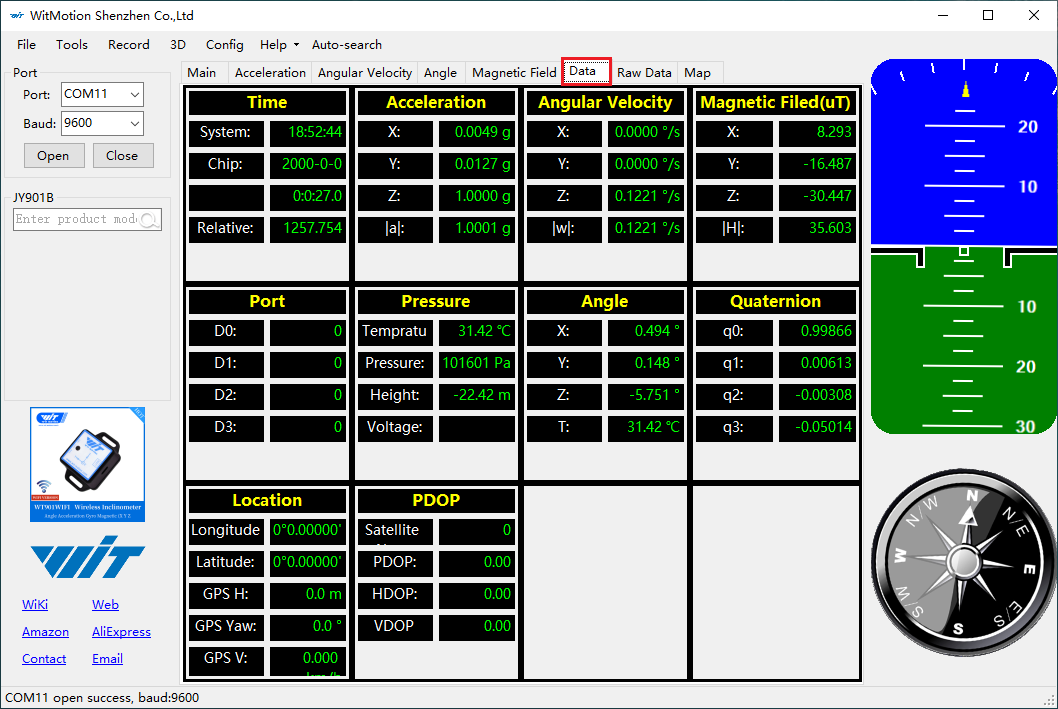 WitMotion Shenzhen Co.,Ltd
File Tools Record 3D Config Help Auto-search
Port
Port: COM11
Baud: 9600
Open Close
JY901B
Enter product mod
WiT
WT901WIFI Wireless Inclinometer
Angle Acceleration Gyro Magnetic
WiT
WiKi Web
Amazon AliExpress
Contact Email
Main Acceleration Angular Velocity Angle Magnetic Field Data Raw Data Map
Time
System: 18:52:44
Chip: 2000-0-0
0:0:27.0
Relative: 1257.754
Acceleration
X: 0.0049 g
Y: 0.0127 g
Z: 1.0000 g
|a|: 1.0001 g
Angular Velocity
X: 0.0000 °/s
Y: 0.0000 °/s
Z: 0.1221 °/s
|w|: 0.1221 °/s
Magnetic Filed(uT)
X: 8.293
Y: -16.487
Z: -30.447
|H|: 35.603
Port
D0: 0
D1: 0
D2: 0
D3: 0
Pressure
Tempratu 31.42 ℃
Pressure: 101601 Pa
Height: -22.42 m
Voltage:
Angle
X: 0.494 °
Y: 0.148 °
Z: -5.751 °
T: 31.42 ℃
Quaternion
q0: 0.99866
q1: 0.00613
q2: -0.00308
q3: -0.05014
Location
Longitude 0°0.00000'
Latitude: 0°0.00000'
GPS H: 0.0 m
GPS Yaw: 0.0 °
GPS V: 0.000
PDOP
Satellite 0
PDOP: 0.00
HDOP: 0.00
VDOP 0.00
20
10
10
20
30
N
N/E
E
S/E
S
S/W
W
N/W
COM11 open success, baud:9600